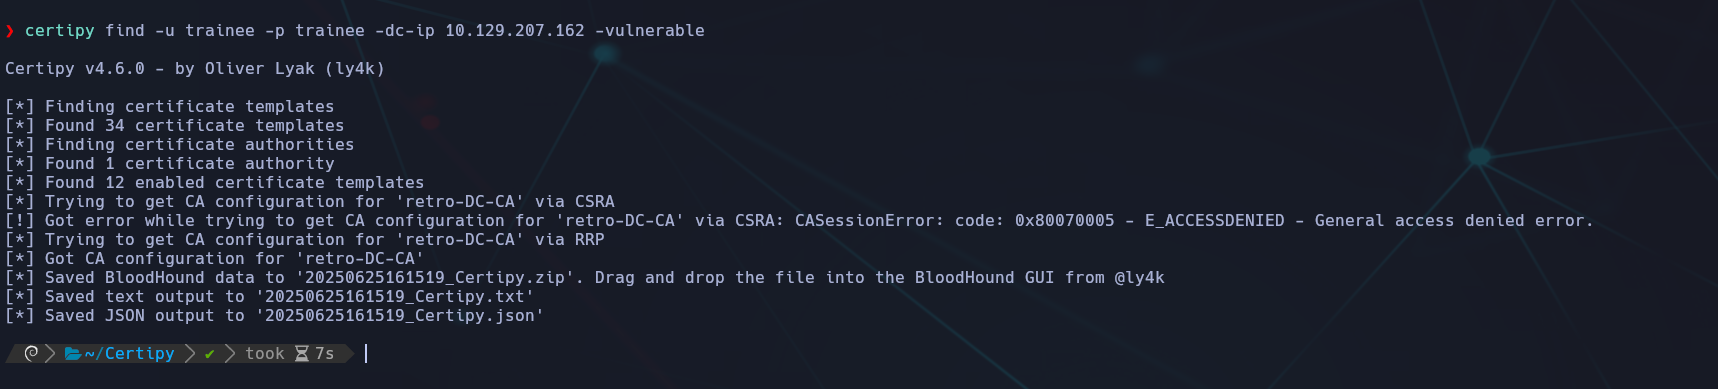 ❯ certipy find -u trainee -p trainee -dc-ip 10.129.207.162 -vulnerable
Certipy v4.6.0 - by Oliver Lyak (ly4k)
[*] Finding certificate templates
[*] Found 34 certificate templates
[*] Finding certificate authorities
[*] Found 1 certificate authority
[*] Found 12 enabled certificate templates
[*] Trying to get CA configuration for 'retro-DC-CA' via CSRA
[!] Got error while trying to get CA configuration for 'retro-DC-CA' via CSRA: CASessionError: code: 0x80070005 - E_ACCESSDENIED - General access denied error.
[*] Trying to get CA configuration for 'retro-DC-CA' via RRP
[*] Got CA configuration for 'retro-DC-CA'
[*] Saved BloodHound data to '20250625161519_Certipy.zip'. Drag and drop the file into the BloodHound GUI from @ly4k
[*] Saved text output to '20250625161519_Certipy.txt'
[*] Saved JSON output to '20250625161519_Certipy.json'
~/Certipy ✔ took 7s